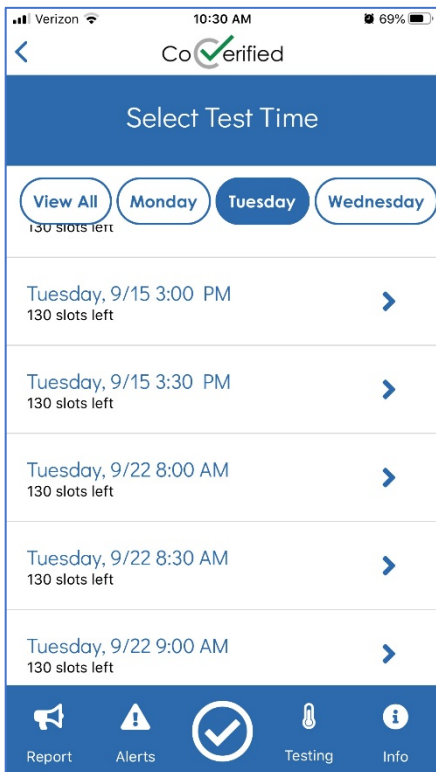 Verizon 10:30 AM 69%
CoVerified
Select Test Time
View All Monday Tuesday Wednesday
130 slots left
Tuesday, 9/15 3:00 PM
130 slots left
Tuesday, 9/15 3:30 PM
130 slots left
Tuesday, 9/22 8:00 AM
130 slots left
Tuesday, 9/22 8:30 AM
130 slots left
Tuesday, 9/22 9:00 AM
130 slots left
Report Alerts Testing Info